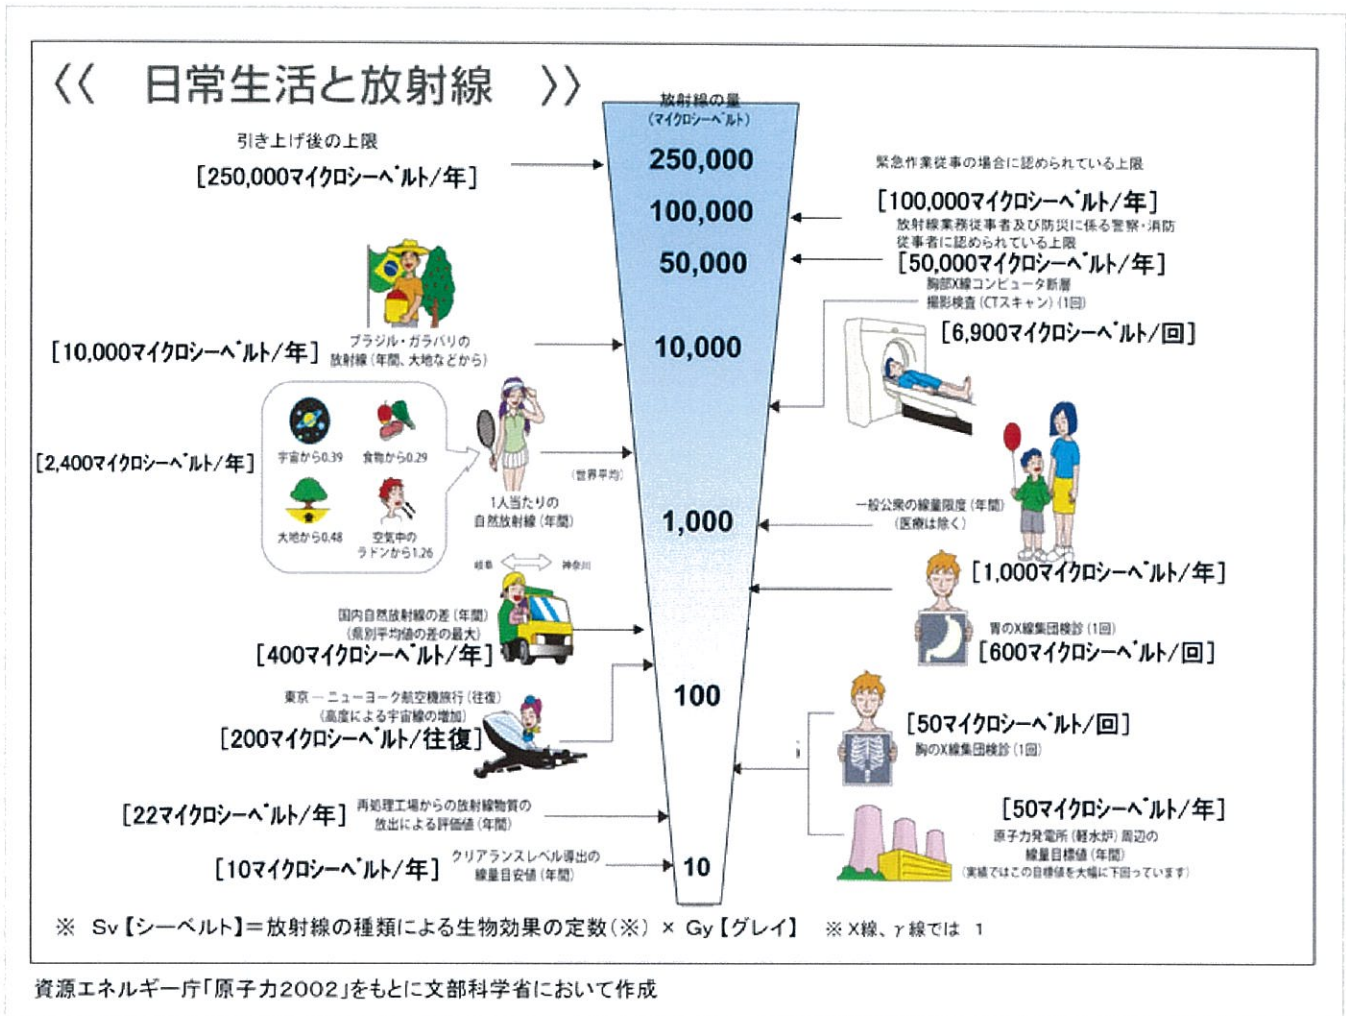 《 日常生活と放射線 》
放射線の量
(マイクロシーベルト)
引き上げ後の上限
[250,000マイクロシーベルト/年]
250,000
緊急作業従事の場合に認められている上限
[100,000マイクロシーベルト/年]
100,000
放射線業務従事者及び防災に係る警察・消防
従事者に認められている上限
[50,000マイクロシーベルト/年]
50,000
胸部X線コンピュータ断層
撮影検査(CTスキャン)(1回)
[6,900マイクロシーベルト/回]
ブラジル・ガラパリの
放射線(年間、大地などから)
[10,000マイクロシーベルト/年]
10,000
[2,400マイクロシーベルト/年]
宇宙から0.39
食物から0.29
大地から0.48
空気中の
ラドンから1.26
(世界平均)
1人当たりの
自然放射線(年間)
1,000
一般公衆の線量限度(年間)
(医療は除く)
[1,000マイクロシーベルト/年]
岐阜
神奈川
国内自然放射線の差(年間)
(県別平均値の差の最大)
[400マイクロシーベルト/年]
胃のX線集団検診(1回)
[600マイクロシーベルト/回]
東京―ニューヨーク航空機旅行(往復)
(高度による宇宙線の増加)
[200マイクロシーベルト/往復]
100
[50マイクロシーベルト/回]
胸のX線集団検診(1回)
[22マイクロシーベルト/年]
再処理工場からの放射線物質の
放出による評価値(年間)
[50マイクロシーベルト/年]
原子力発電所(軽水炉)周辺の
線量目標値(年間)
(実績ではこの目標値を大幅に下回っています)
[10マイクロシーベルト/年]
クリアランスレベル導出の
線量目安値(年間)
10
※ Sv【シーベルト】=放射線の種類による生物効果の定数(※) × Gy【グレイ】 ※X線、γ線では 1
資源エネルギー庁「原子力2002」をもとに文部科学省において作成